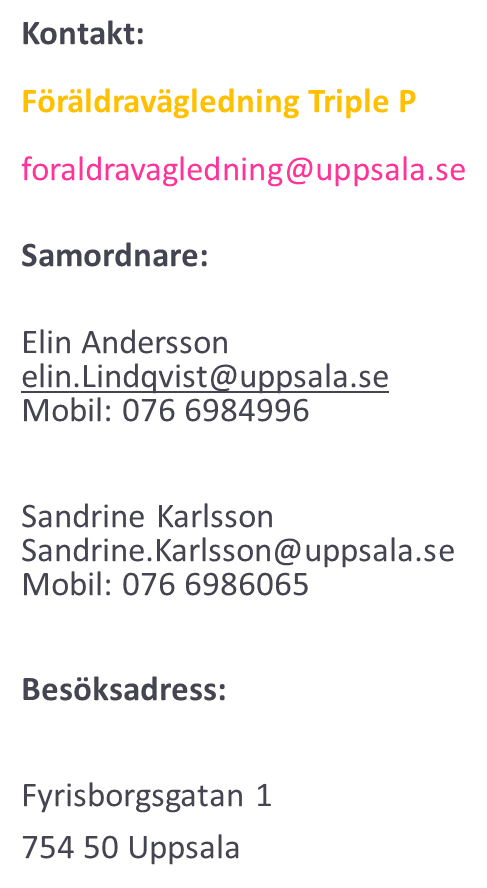 Kontakt:
Föräldravägledning Triple P
foraldravagledning@uppsala.se
Samordnare:
Elin Andersson
elin.Lindqvist@uppsala.se
Mobil: 076 6984996
Sandrine Karlsson
Sandrine.Karlsson@uppsala.se
Mobil: 076 6986065
Besöksadress:
Fyrisborgsgatan 1
754 50 Uppsala